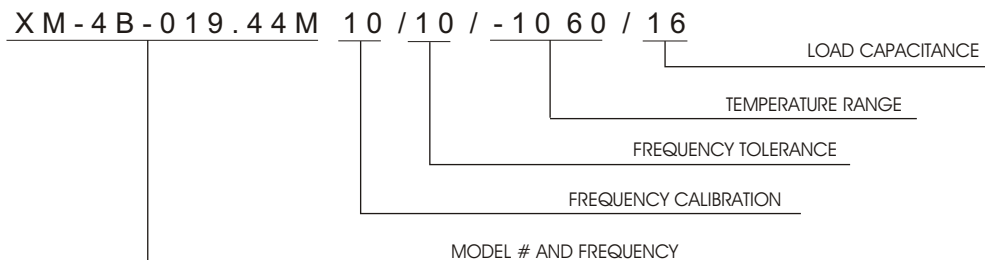 XM-4B-019.44M 10/10/-1060/16
LOAD CAPACITANCE
TEMPERATURE RANGE
FREQUENCY TOLERANCE
FREQUENCY CALIBRATION
MODEL # AND FREQUENCY